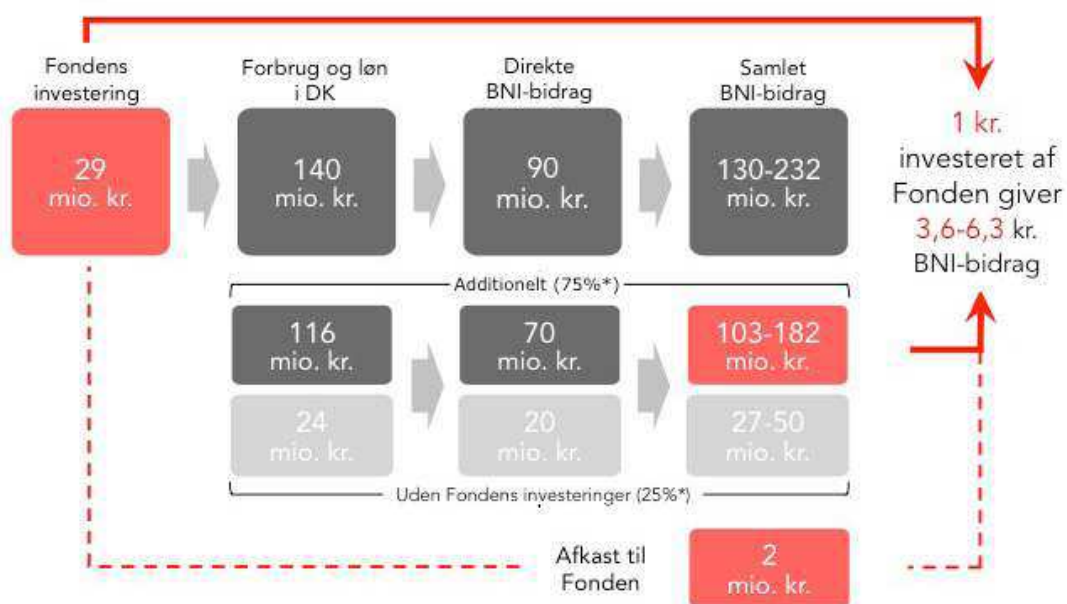 Fondens
investering
Forbrug og løn
i DK
Direkte
BNI-bidrag
Samlet
BNI-bidrag
29
mio. kr.
140
mio. kr.
90
mio. kr.
130-232
mio. kr.
1 kr.
investeret af
Fonden giver
3,6-6,3 kr.
BNI-bidrag
Additionelt (75%*)
116
mio. kr.
70
mio. kr.
103-182
mio. kr.
24
mio. kr.
20
mio. kr.
27-50
mio. kr.
Uden Fondens investeringer (25%*)
Afkast til
Fonden
2
mio. kr.